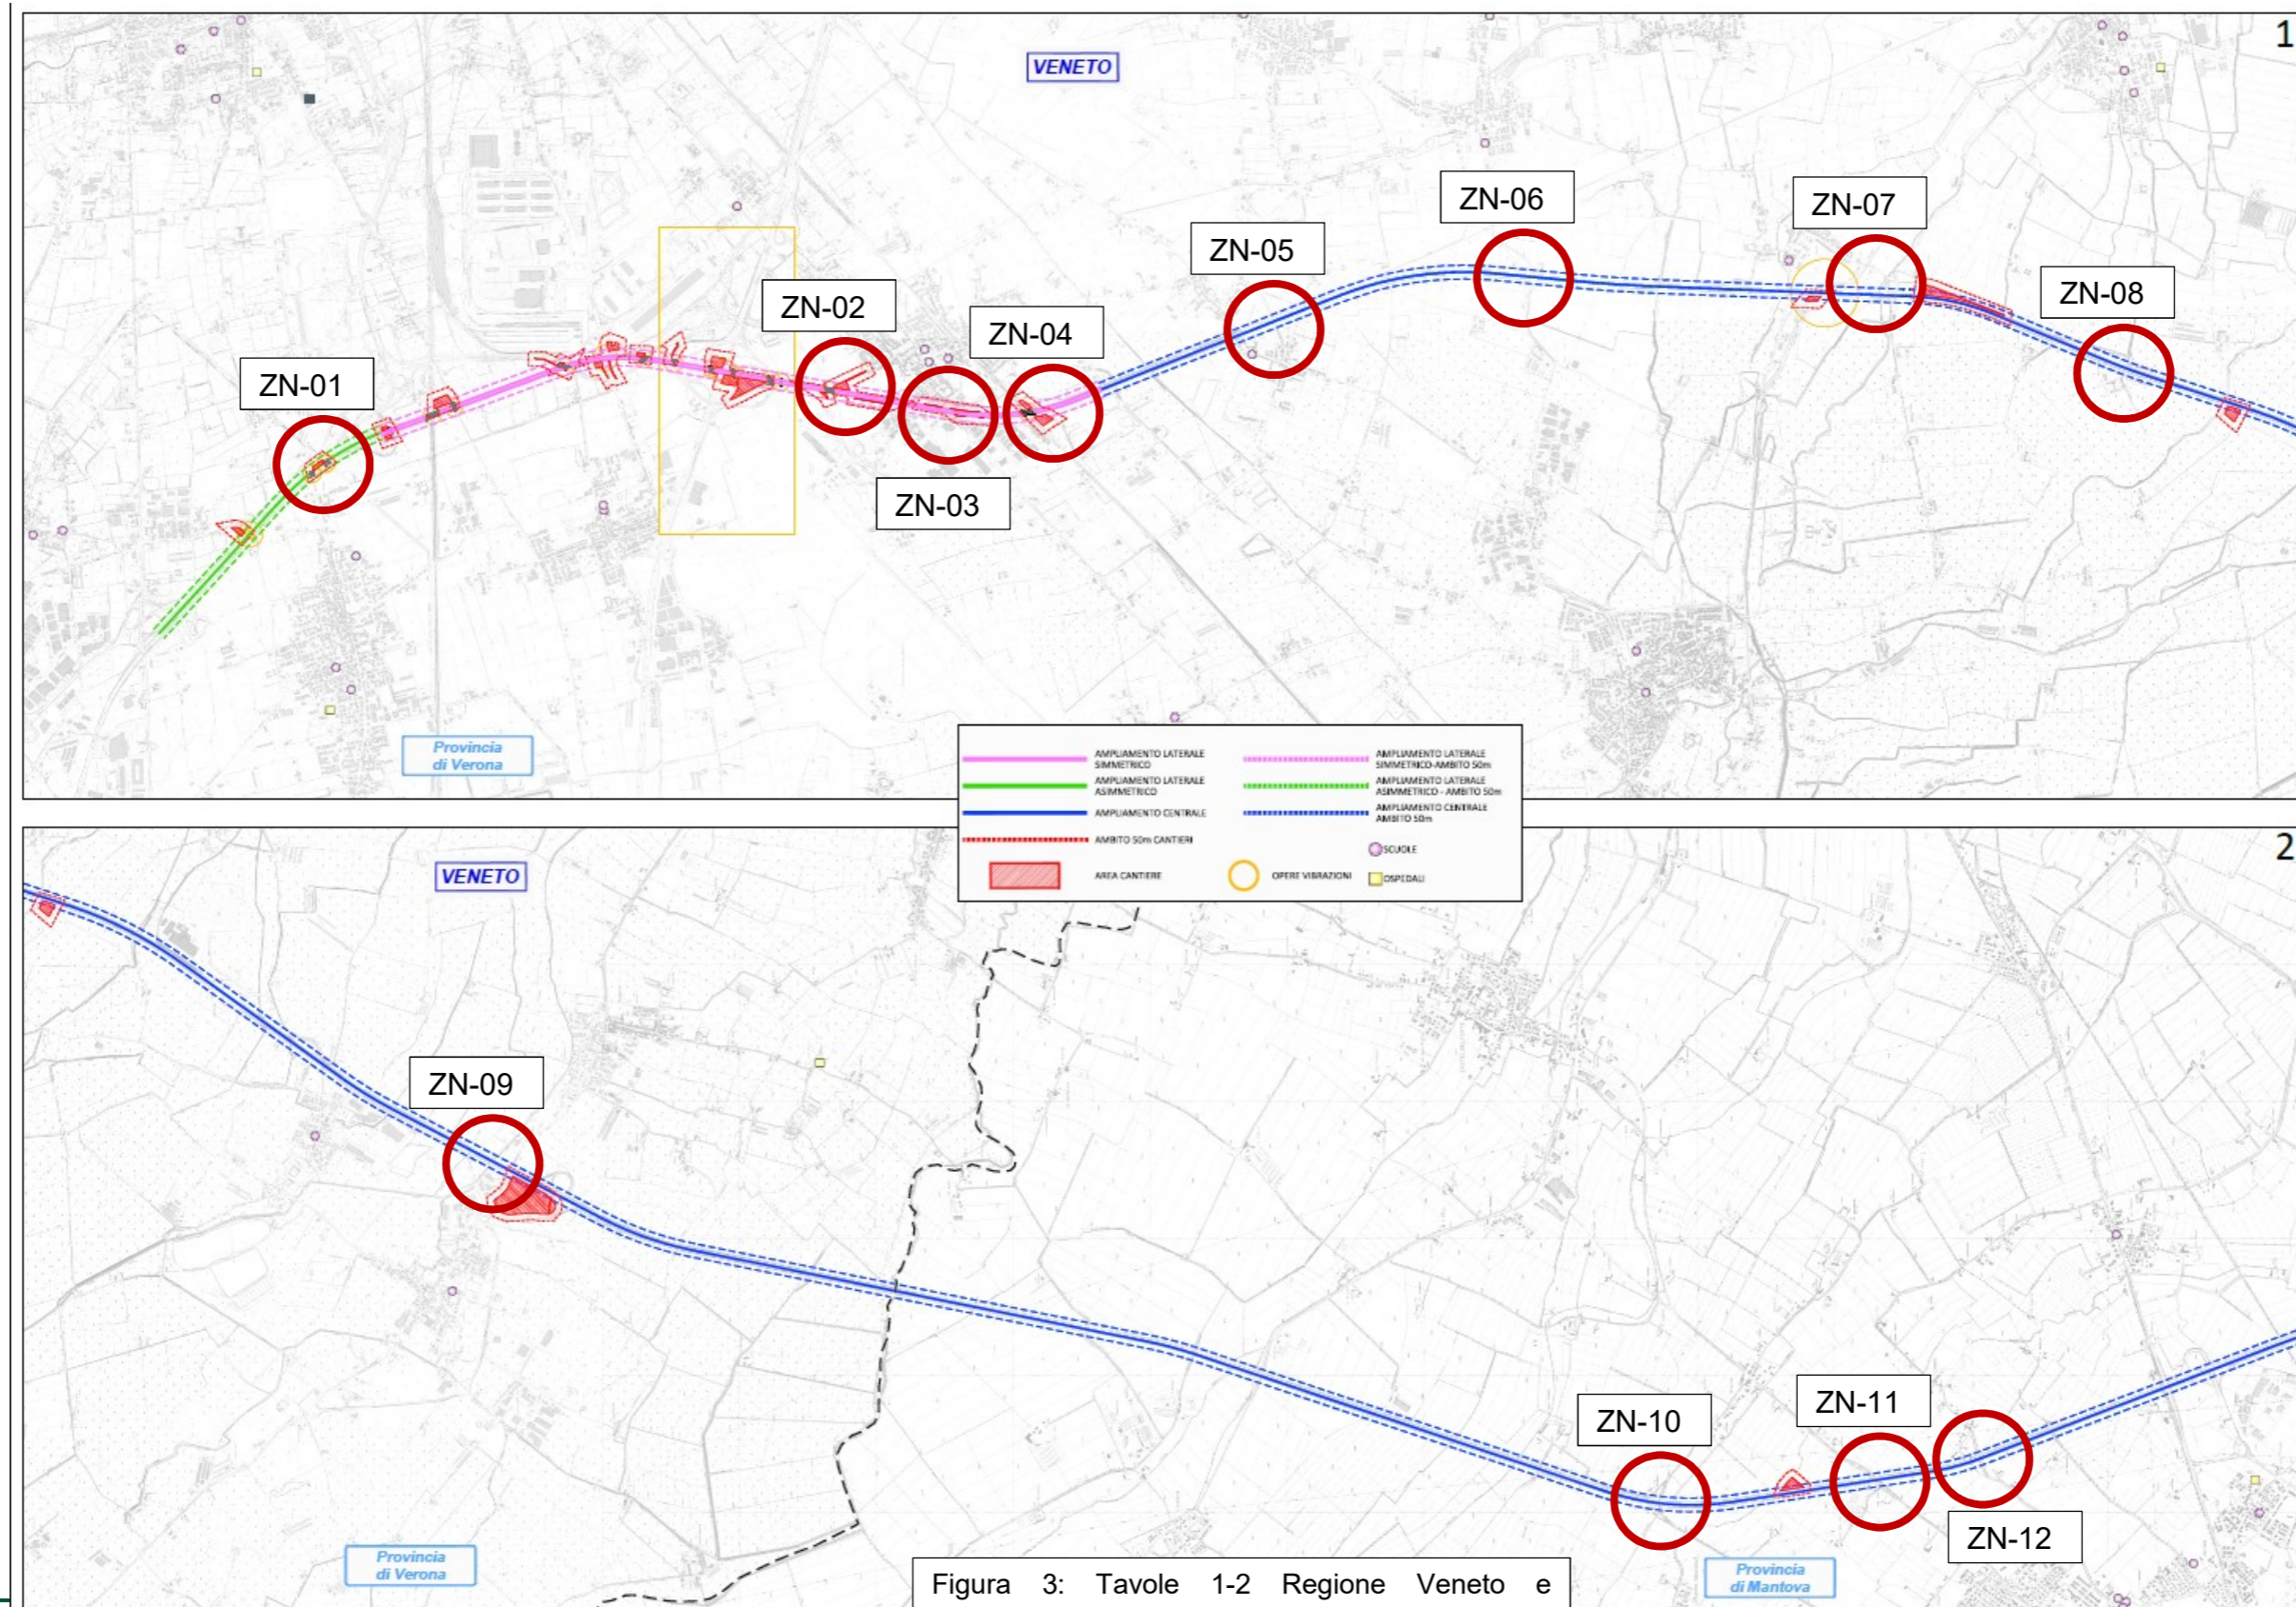 1
VENETO
ZN-06
ZN-07
ZN-05
ZN-08
ZN-02
ZN-04
ZN-01
ZN-03
Provincia
di Verona
AMPLIAMENTO LATERALE
SIMMETRICO
AMPLIAMENTO LATERALE
SIMMETRICO-AMBITO 50m
AMPLIAMENTO LATERALE
ASIMMETRICO
AMPLIAMENTO LATERALE
ASIMMETRICO - AMBITO 50m
AMPLIAMENTO CENTRALE
AMPLIAMENTO CENTRALE
AMBITO 50m
AMBITO 50m CANTIERI
SCUOLE
AREA CANTIERE
OPERE VIBRAZIONI
OSPEDALI
2
VENETO
ZN-09
ZN-11
ZN-10
ZN-12
Provincia
di Verona
Provincia
di Mantova
Figura 3: Tavole 1-2 Regione Veneto e